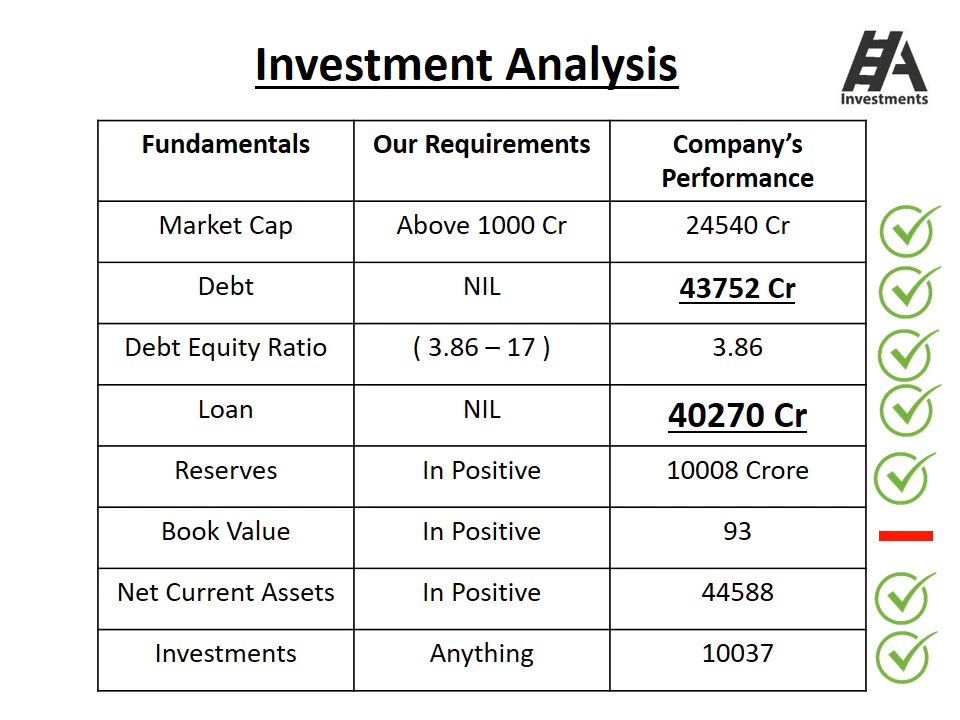 Investment Analysis
HA
Investments
Fundamentals
Our Requirements
Company’s
Performance
Market Cap
Above 1000 Cr
24540 Cr
Debt
NIL
43752 Cr
Debt Equity Ratio
( 3.86 – 17 )
3.86
Loan
NIL
40270 Cr
Reserves
In Positive
10008 Crore
Book Value
In Positive
93
Net Current Assets
In Positive
44588
Investments
Anything
10037